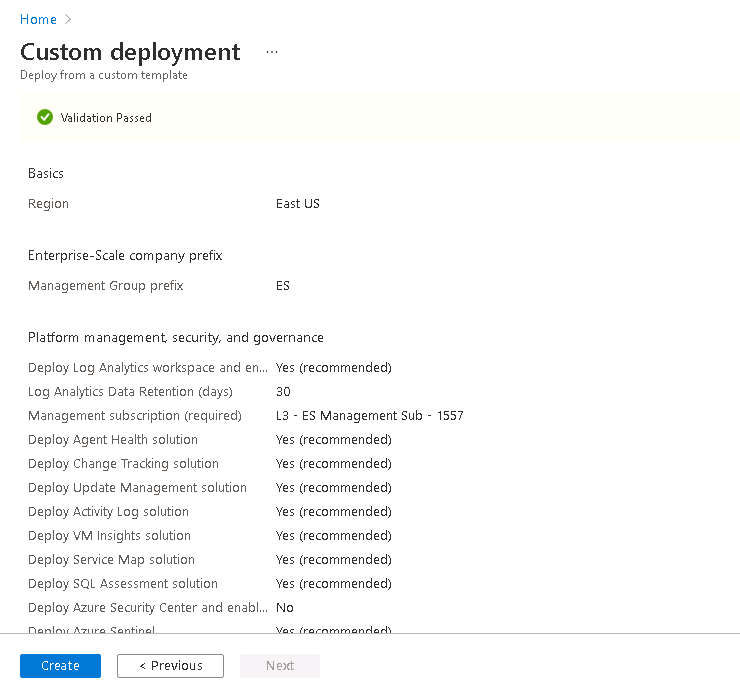 Home
Custom deployment ...
Deploy from a custom template
Validation Passed
Basics
Region East US
Enterprise-Scale company prefix
Management Group prefix ES
Platform management, security, and governance
Deploy Log Analytics workspace and en... Yes (recommended)
Log Analytics Data Retention (days) 30
Management subscription (required) L3 - ES Management Sub - 1557
Deploy Agent Health solution Yes (recommended)
Deploy Change Tracking solution Yes (recommended)
Deploy Update Management solution Yes (recommended)
Deploy Activity Log solution Yes (recommended)
Deploy VM Insights solution Yes (recommended)
Deploy Service Map solution Yes (recommended)
Deploy SQL Assessment solution Yes (recommended)
Deploy Azure Security Center and enabl... No
Deploy Azure Sentinel Yes (recommended)
Create < Previous Next